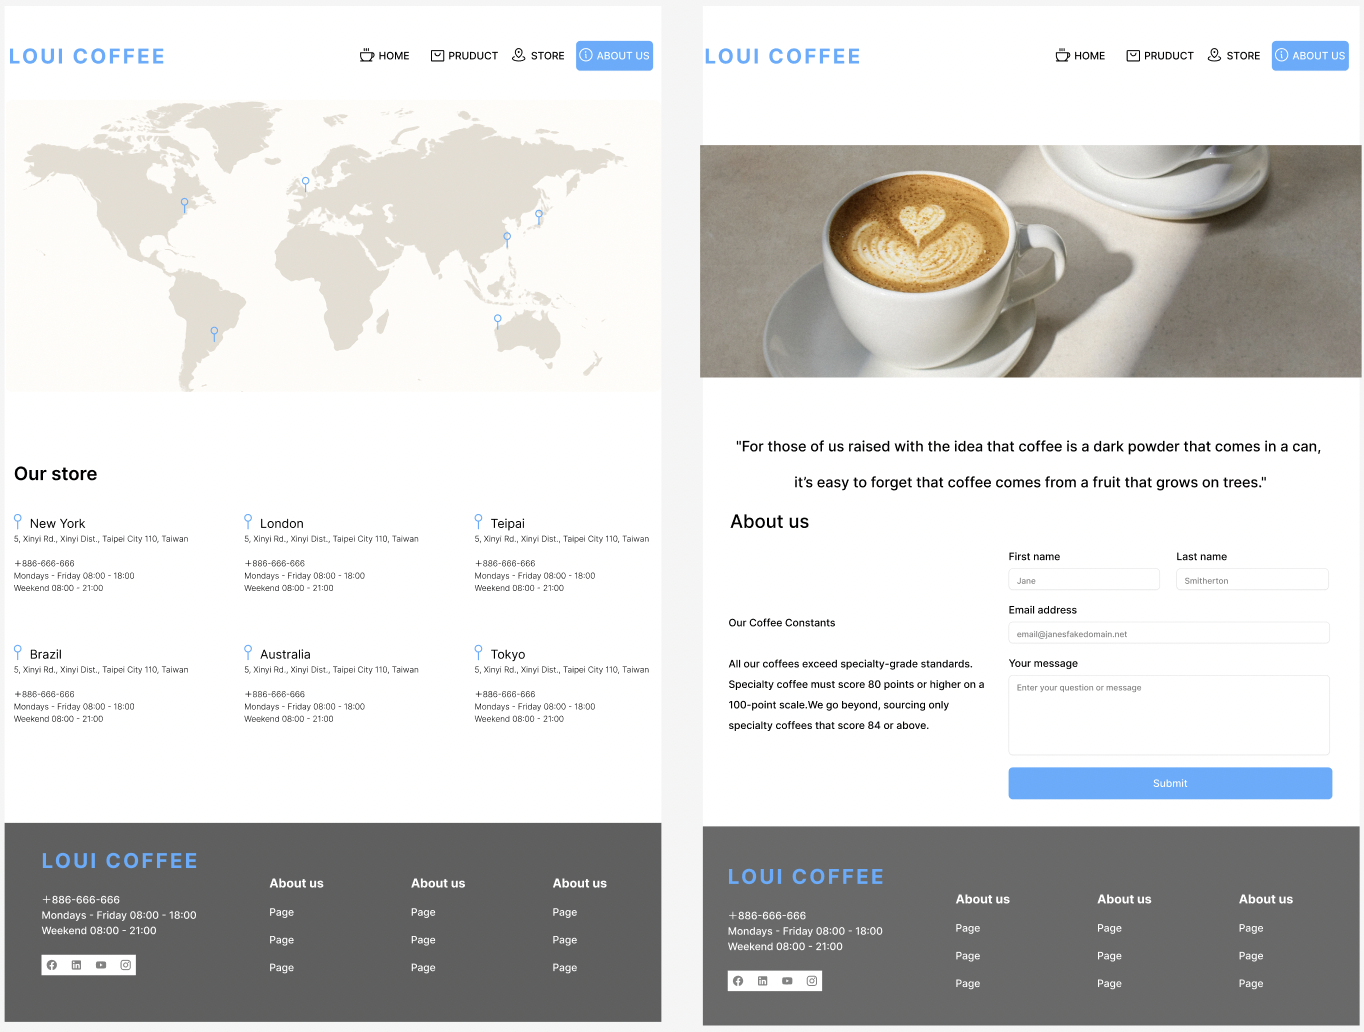 LOUI COFFEE
HOME PRUDUCT STORE ABOUT US
Our store
New York
5, Xinyi Rd., Xinyi Dist., Taipei City 110, Taiwan
+886-666-666
Mondays - Friday 08:00 - 18:00
Weekend 08:00 - 21:00
London
5, Xinyi Rd., Xinyi Dist., Taipei City 110, Taiwan
+886-666-666
Mondays - Friday 08:00 - 18:00
Weekend 08:00 - 21:00
Teipai
5, Xinyi Rd., Xinyi Dist., Taipei City 110, Taiwan
+886-666-666
Mondays - Friday 08:00 - 18:00
Weekend 08:00 - 21:00
Brazil
5, Xinyi Rd., Xinyi Dist., Taipei City 110, Taiwan
+886-666-666
Mondays - Friday 08:00 - 18:00
Weekend 08:00 - 21:00
Australia
5, Xinyi Rd., Xinyi Dist., Taipei City 110, Taiwan
+886-666-666
Mondays - Friday 08:00 - 18:00
Weekend 08:00 - 21:00
Tokyo
5, Xinyi Rd., Xinyi Dist., Taipei City 110, Taiwan
+886-666-666
Mondays - Friday 08:00 - 18:00
Weekend 08:00 - 21:00
LOUI COFFEE
+886-666-666
Mondays - Friday 08:00 - 18:00
Weekend 08:00 - 21:00
About us
Page
Page
Page
About us
Page
Page
Page
About us
Page
Page
Page
LOUI COFFEE
HOME PRUDUCT STORE ABOUT US
"For those of us raised with the idea that coffee is a dark powder that comes in a can,
it's easy to forget that coffee comes from a fruit that grows on trees."
About us
Our Coffee Constants
All our coffees exceed specialty-grade standards.
Specialty coffee must score 80 points or higher on a
100-point scale.We go beyond, sourcing only
specialty coffees that score 84 or above.
First name
Jane
Last name
Smitherton
Email address
email@janesfakedomain.net
Your message
Enter your question or message
Submit
LOUI COFFEE
+886-666-666
Mondays - Friday 08:00 - 18:00
Weekend 08:00 - 21:00
About us
Page
Page
Page
About us
Page
Page
Page
About us
Page
Page
Page